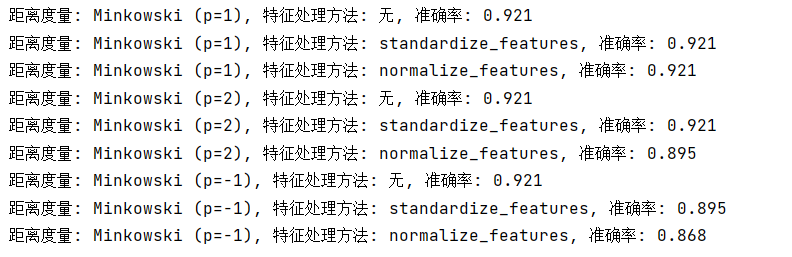 距离度量: Minkowski (p=1), 特征处理方法: 无, 准确率: 0.921
距离度量: Minkowski (p=1), 特征处理方法: standardize_features, 准确率: 0.921
距离度量: Minkowski (p=1), 特征处理方法: normalize_features, 准确率: 0.921
距离度量: Minkowski (p=2), 特征处理方法: 无, 准确率: 0.921
距离度量: Minkowski (p=2), 特征处理方法: standardize_features, 准确率: 0.921
距离度量: Minkowski (p=2), 特征处理方法: normalize_features, 准确率: 0.895
距离度量: Minkowski (p=-1), 特征处理方法: 无, 准确率: 0.921
距离度量: Minkowski (p=-1), 特征处理方法: standardize_features, 准确率: 0.895
距离度量: Minkowski (p=-1), 特征处理方法: normalize_features, 准确率: 0.868